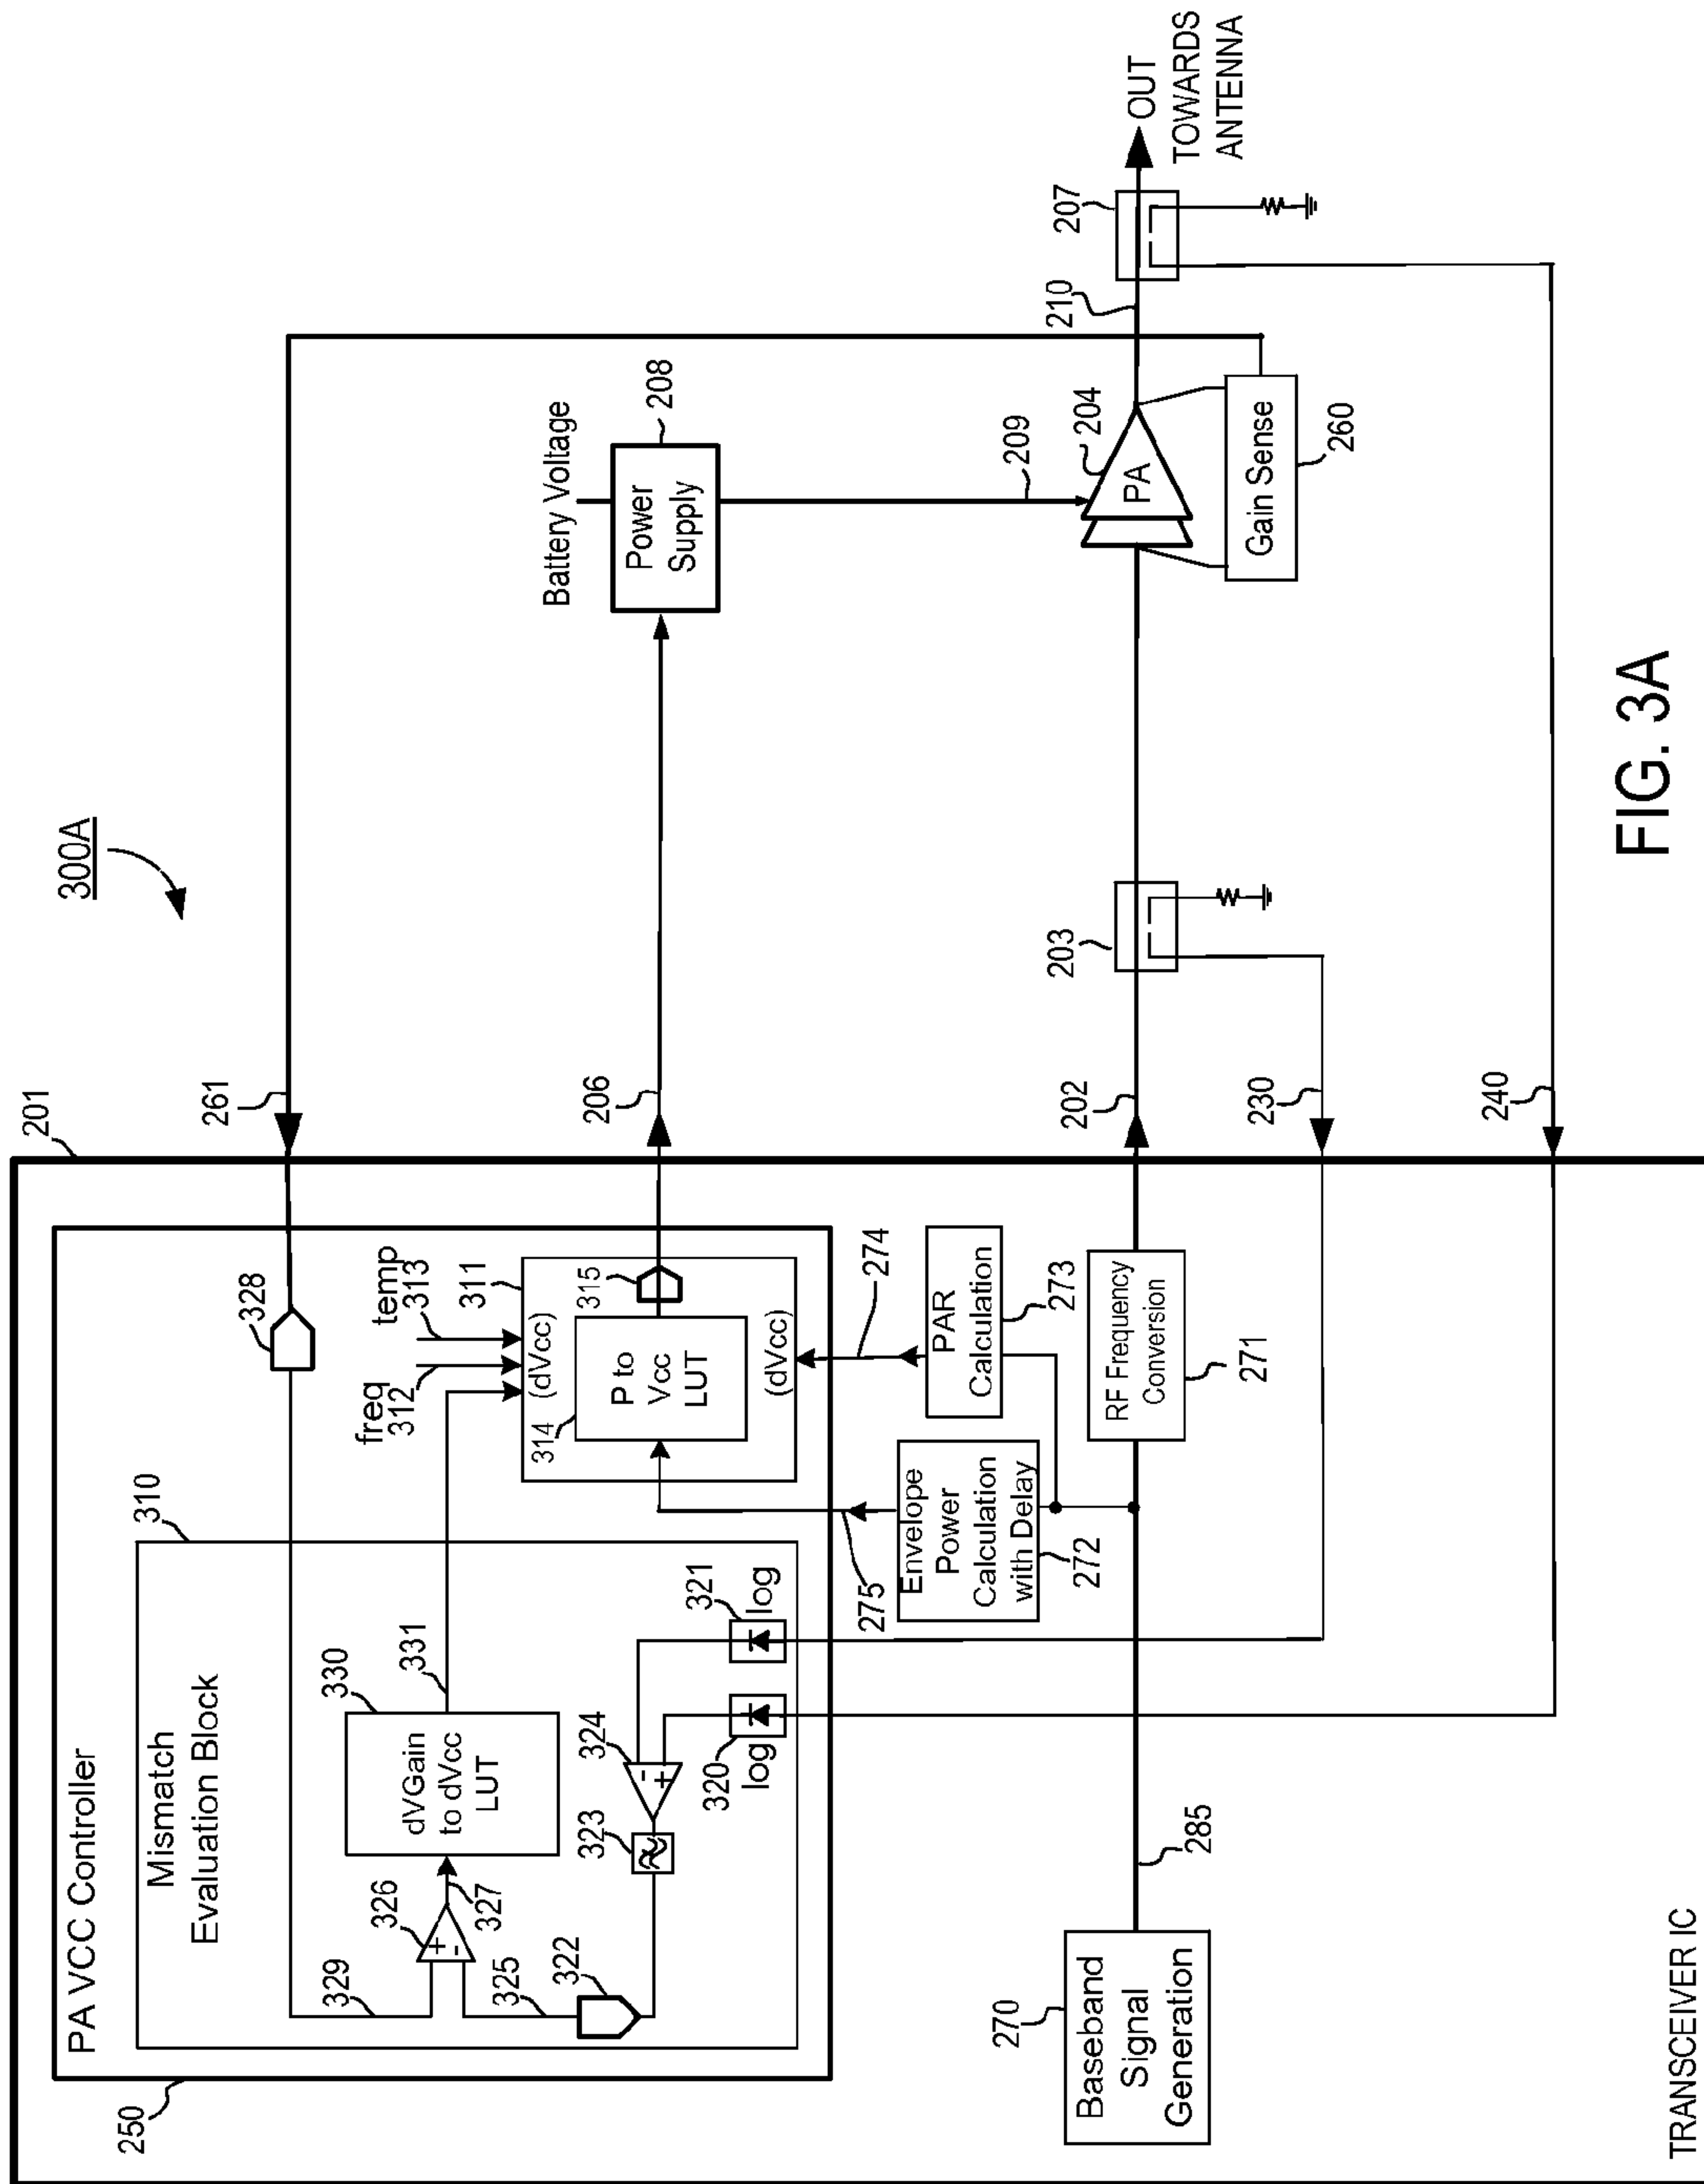 300A
201
PA VCC Controller
250
Mismatch
Evaluation Block
310
261
328
329
326
+
-
327
dVGain
to dVcc
LUT
330
331
325
322
323
324
-
+
320
log
321
log
freq
312
temp
313
311
(dVcc)
314
P to
Vcc
LUT
315
(dVcc)
206
Battery Voltage
Power
Supply
208
209
274
275
Envelope
Power
Calculation
with Delay
272
PAR
Calculation
273
270
Baseband
Signal
Generation
285
RF Frequency
Conversion
271
202
203
230
240
PA
204
Gain Sense
260
210
207
OUT
TOWARDS
ANTENNA
TRANSCEIVER IC
FIG. 3A